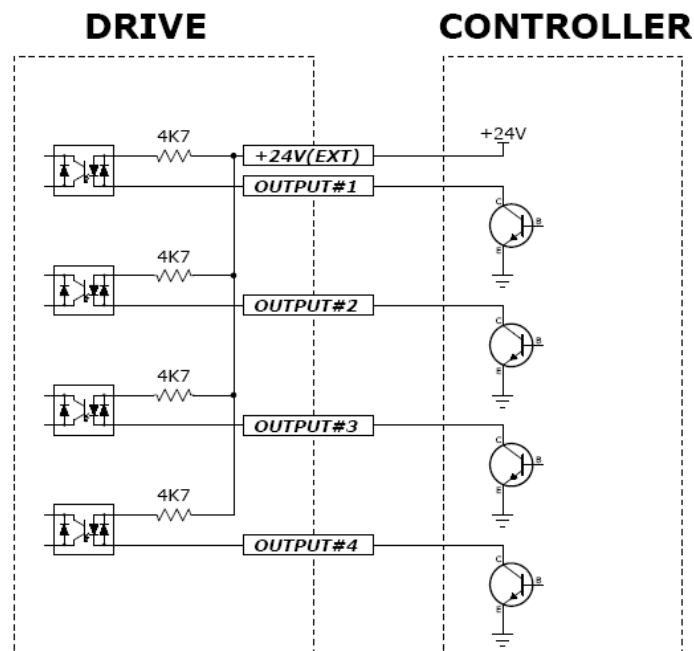 DRIVE CONTROLLER
4K7 +24V(EXT) +24V
OUTPUT#1 C
B
E
4K7
OUTPUT#2 C
B
E
4K7
OUTPUT#3 C
B
E
4K7
OUTPUT#4 C
B
E